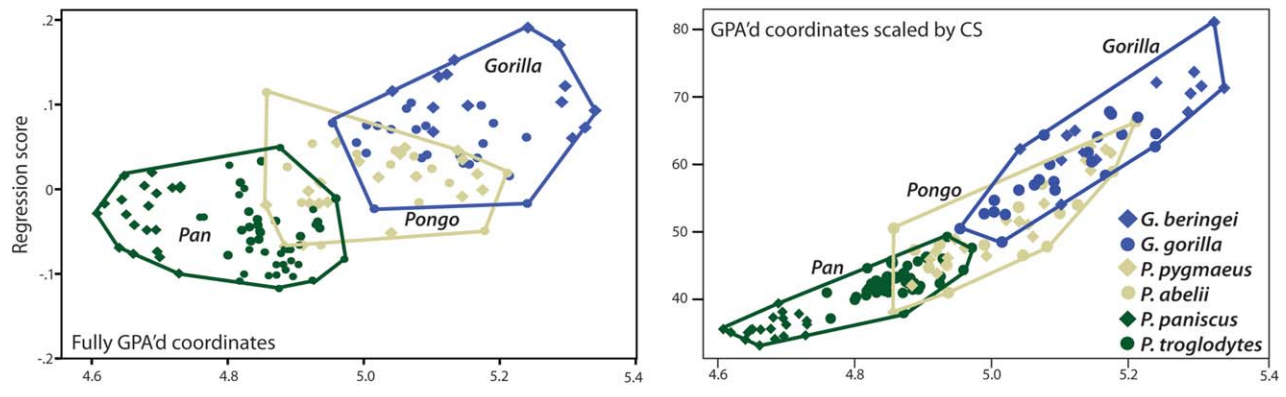 .2
.1
0
-.1
-.2
Regression score
Gorilla
Pan
Pongo
Fully GPA'd coordinates
4.6 4.8 5.0 5.2 5.4
GPA'd coordinates scaled by CS
80
70
60
50
40
Gorilla
Pongo
Pan
G. beringei
G. gorilla
P. pygmaeus
P. abelii
P. paniscus
P. troglodytes
4.6 4.8 5.0 5.2 5.4